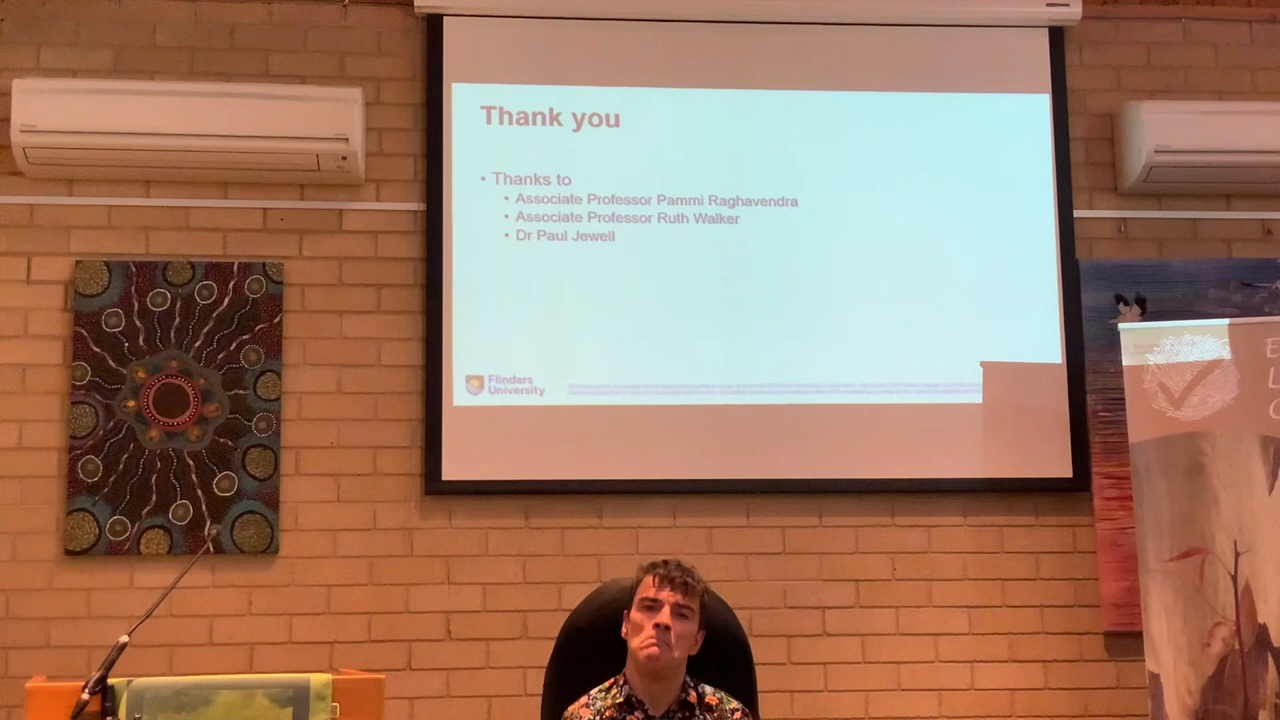 Thank you
• Thanks to
• Associate Professor Pammi Raghavendra
• Associate Professor Ruth Walker
• Dr Paul Jewell
Flinders
University
E
L
C